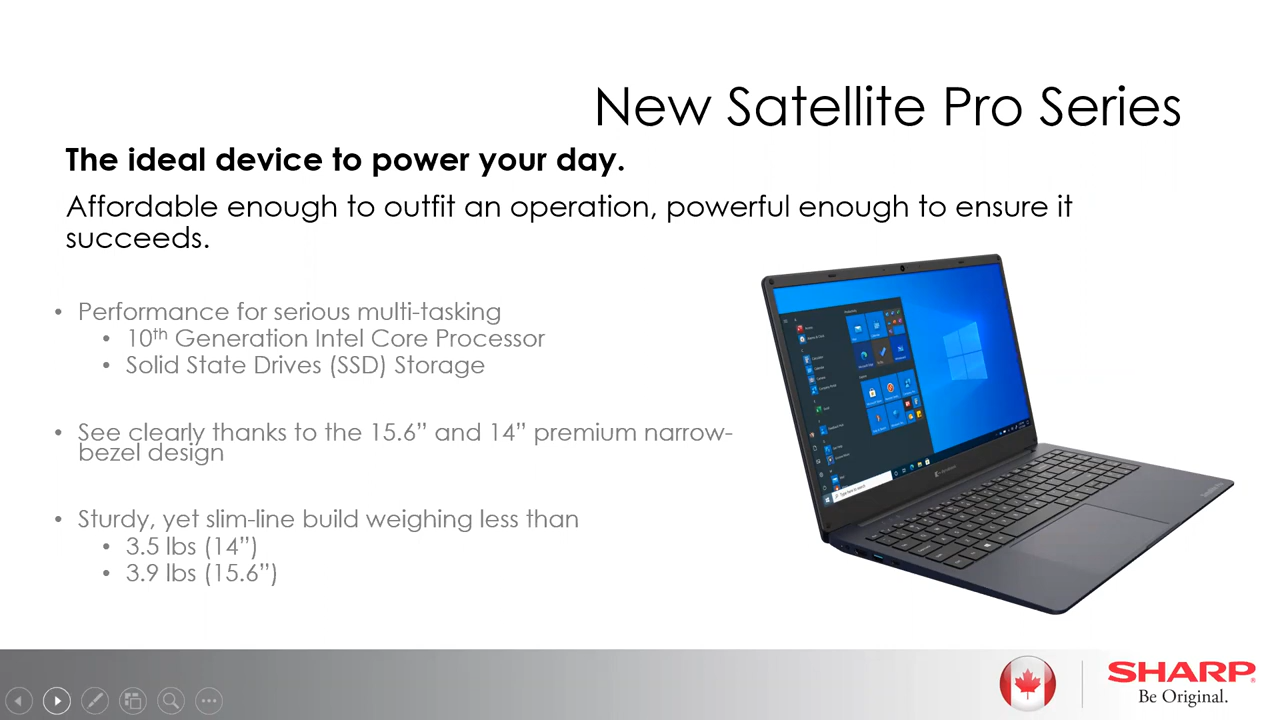 New Satellite Pro Series
The ideal device to power your day.
Affordable enough to outfit an operation, powerful enough to ensure it
succeeds.
• Performance for serious multi-tasking
• 10th Generation Intel Core Processor
• Solid State Drives (SSD) Storage
• See clearly thanks to the 15.6” and 14” premium narrow-
bezel design
• Sturdy, yet slim-line build weighing less than
• 3.5 lbs (14”)
• 3.9 lbs (15.6”)
SHARP
Be Original.